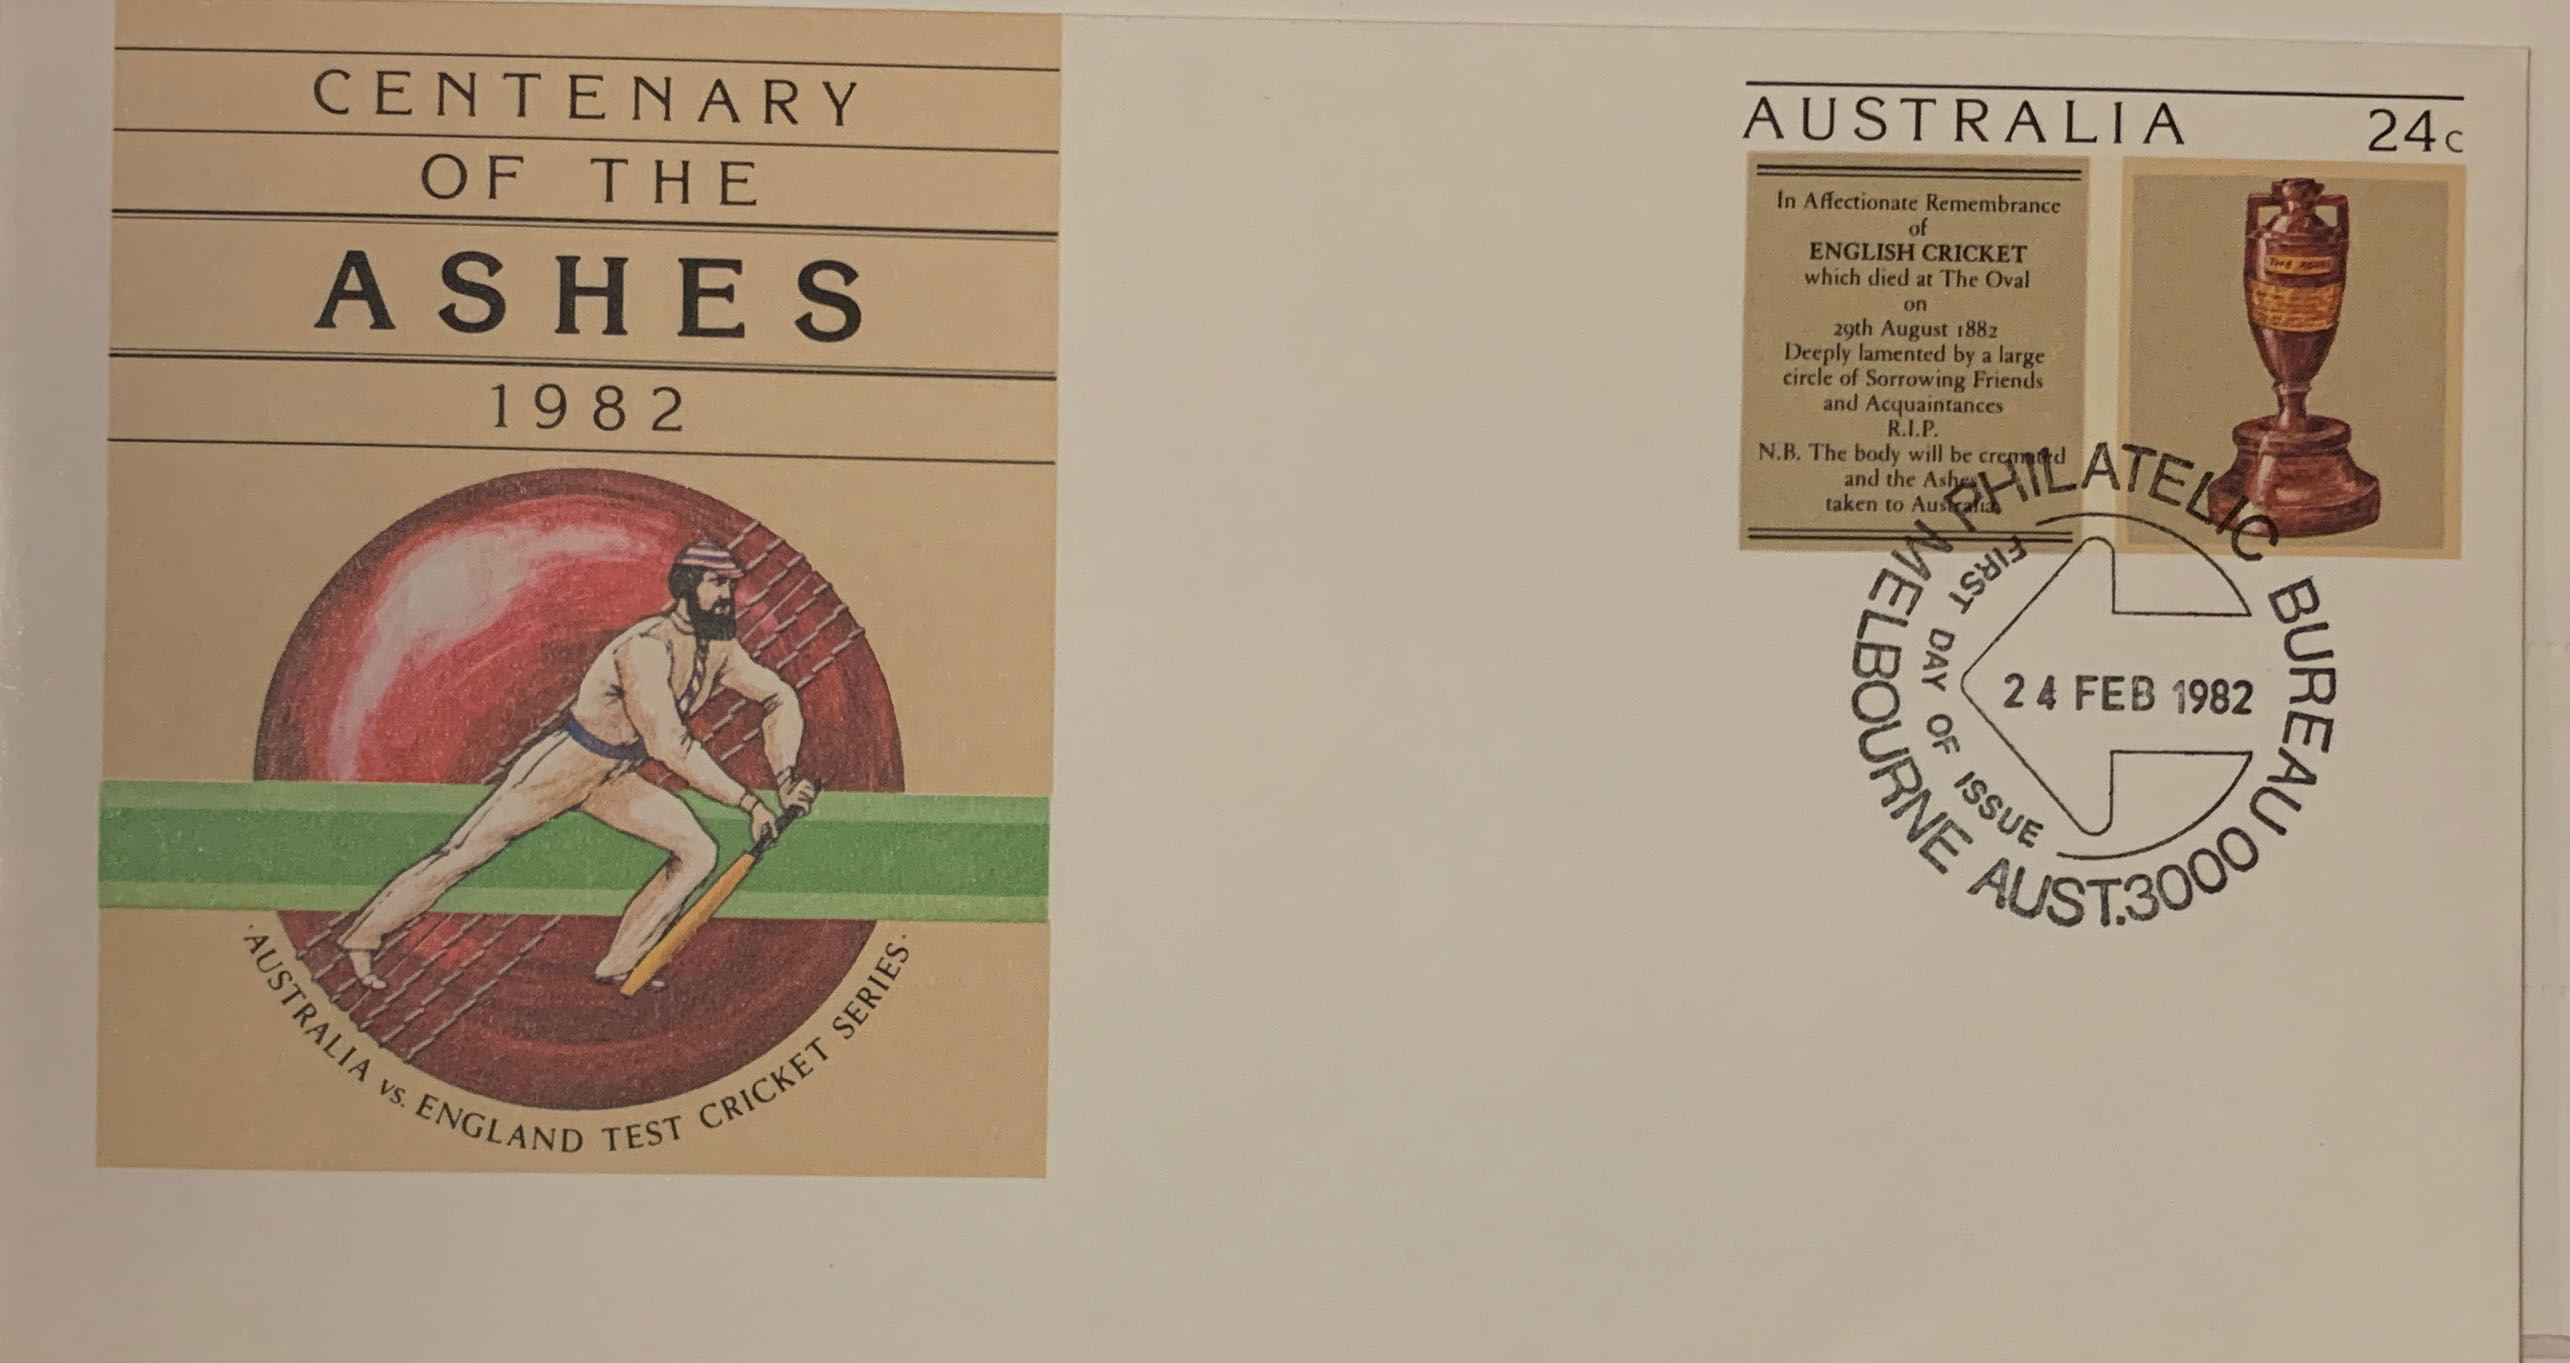 CENTENARY
OF THE
ASHES
1982
·AUSTRALIA vs. ENGLAND TEST CRICKET SERIES·
AUSTRALIA 24c
In Affectionate Remembrance
of
ENGLISH CRICKET
which died at The Oval
on
29th August 1882
Deeply lamented by a large
circle of Sorrowing Friends
and Acquaintances
R.I.P.
N.B. The body will be cremated
and the Ashes
taken to Australia
THE ASHES
PHILATELIC BUREAU
MELBOURNE AUST.3000
FIRST DAY OF ISSUE
24 FEB 1982